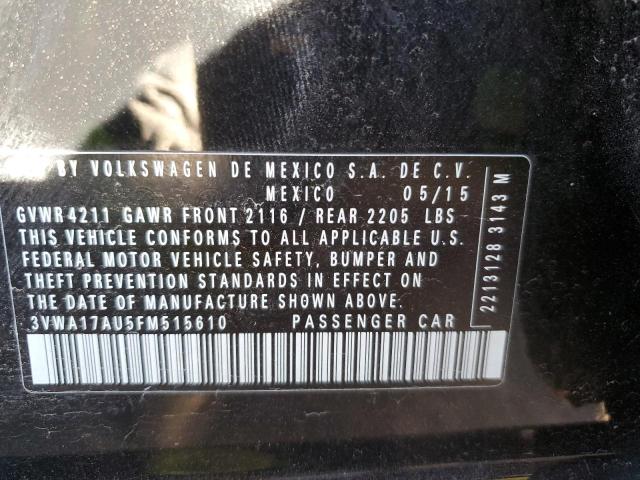 BY VOLKSWAGEN DE MEXICO S.A. DE C.V.
MEXICO 05/15
GVWR 4211 GAWR FRONT 2116 / REAR 2205 LBS
THIS VEHICLE CONFORMS TO ALL APPLICABLE U.S.
FEDERAL MOTOR VEHICLE SAFETY, BUMPER AND
THEFT PREVENTION STANDARDS IN EFFECT ON
THE DATE OF MANUFACTURE SHOWN ABOVE.
3VWA17AU5FM515610 PASSENGER CAR
2213128 3143 M